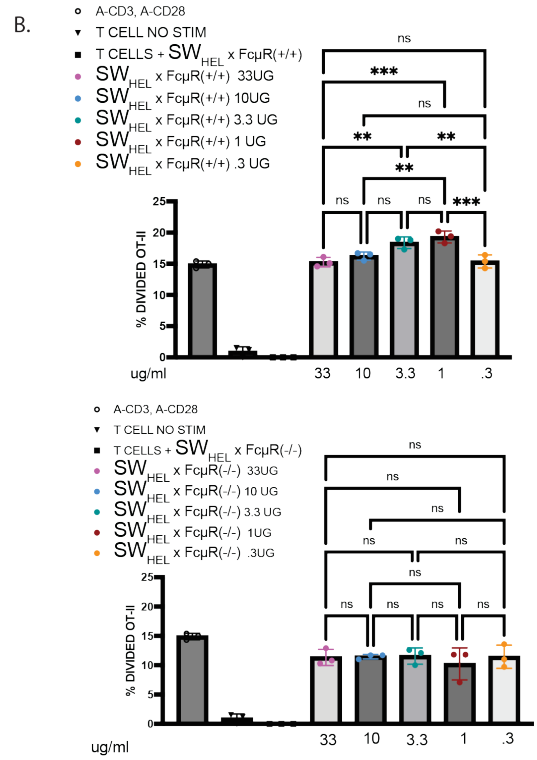 B.
A-CD3, A-CD28
T CELL NO STIM
T CELLS + SWHEL x FcμR(+/+)
SWHEL x FcμR(+/+) 33UG
SWHEL x FcμR(+/+) 10UG
SWHEL x FcμR(+/+) 3.3 UG
SWHEL x FcμR(+/+) 1 UG
SWHEL x FcμR(+/+) .3 UG
ns
***
ns
** **
**
ns ns ns ***
% DIVIDED OT-II
25
20
15
10
5
0
ug/ml 33 10 3.3 1 .3
A-CD3, A-CD28
T CELL NO STIM
T CELLS + SWHEL x FcμR(-/-)
SWHEL x FcμR(-/-) 33UG
SWHEL x FcμR(-/-) 10 UG
SWHEL x FcμR(-/-) 3.3 UG
SWHEL x FcμR(-/-) 1UG
SWHEL x FcμR(-/-) .3UG
ns
ns
ns
ns ns
ns
ns ns ns ns
% DIVIDED OT-II
25
20
15
10
5
0
ug/ml 33 10 3.3 1 .3